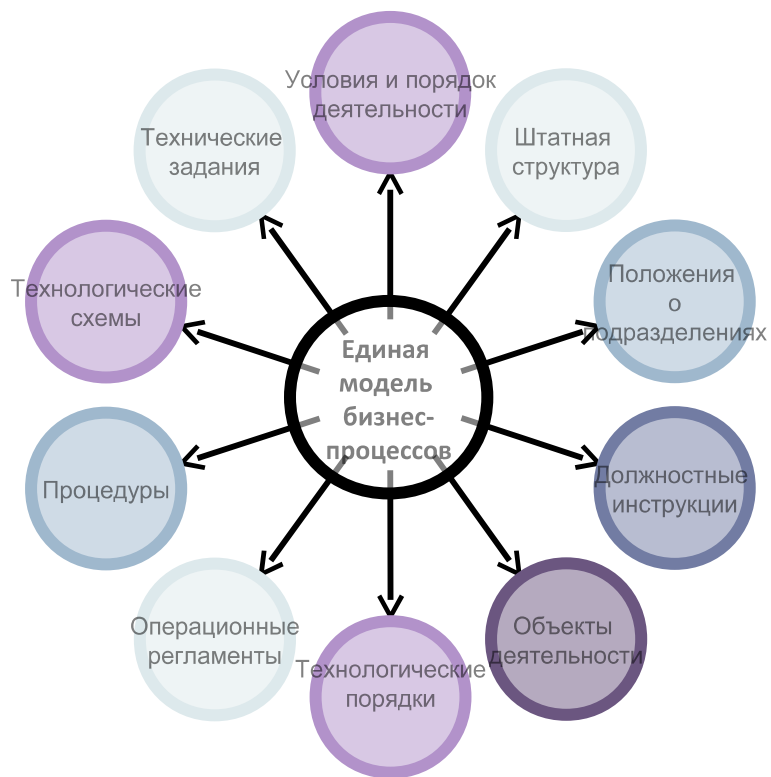 Условия и порядок
деятельности
Штатная
структура
Положения
о
подразделениях
Должностные
инструкции
Объекты
деятельности
Технологические
порядки
Операционные
регламенты
Процедуры
Технологические
схемы
Технические
задания
Единая
модель
бизнес-
процессов